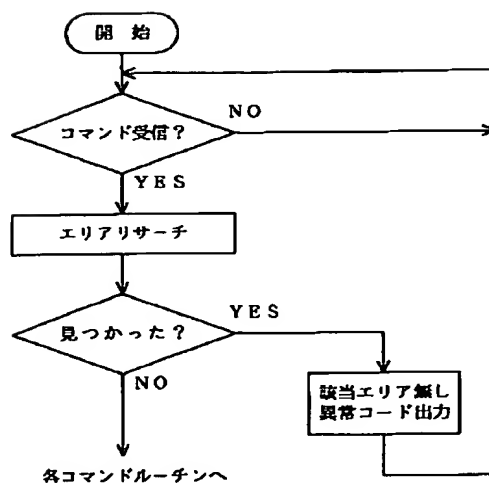 開始
コマンド受信？
NO
YES
エリアリサーチ
見つかった？
YES
NO
該当エリア無し
異常コード出力
各コマンドルーチンへ